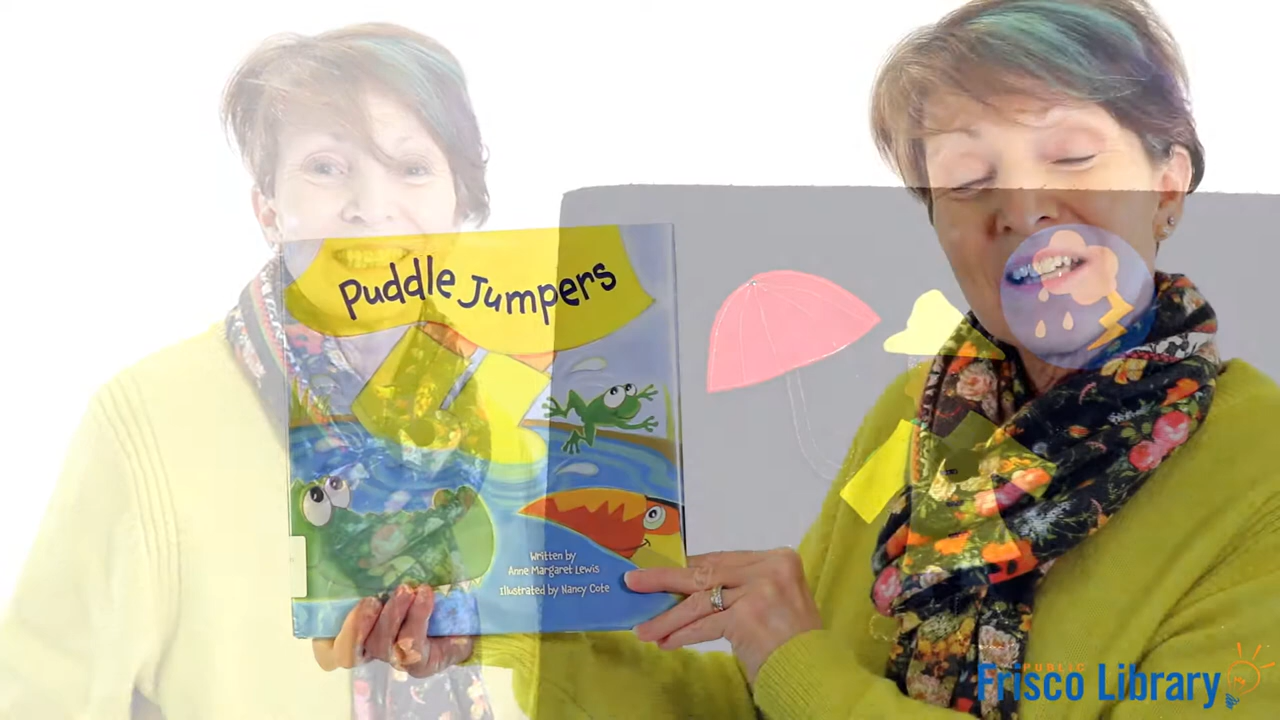 Puddle Jumpers
Written by
Anne Margaret Lewis
Illustrated by Nancy Cote
PUBLIC
Frisco Library